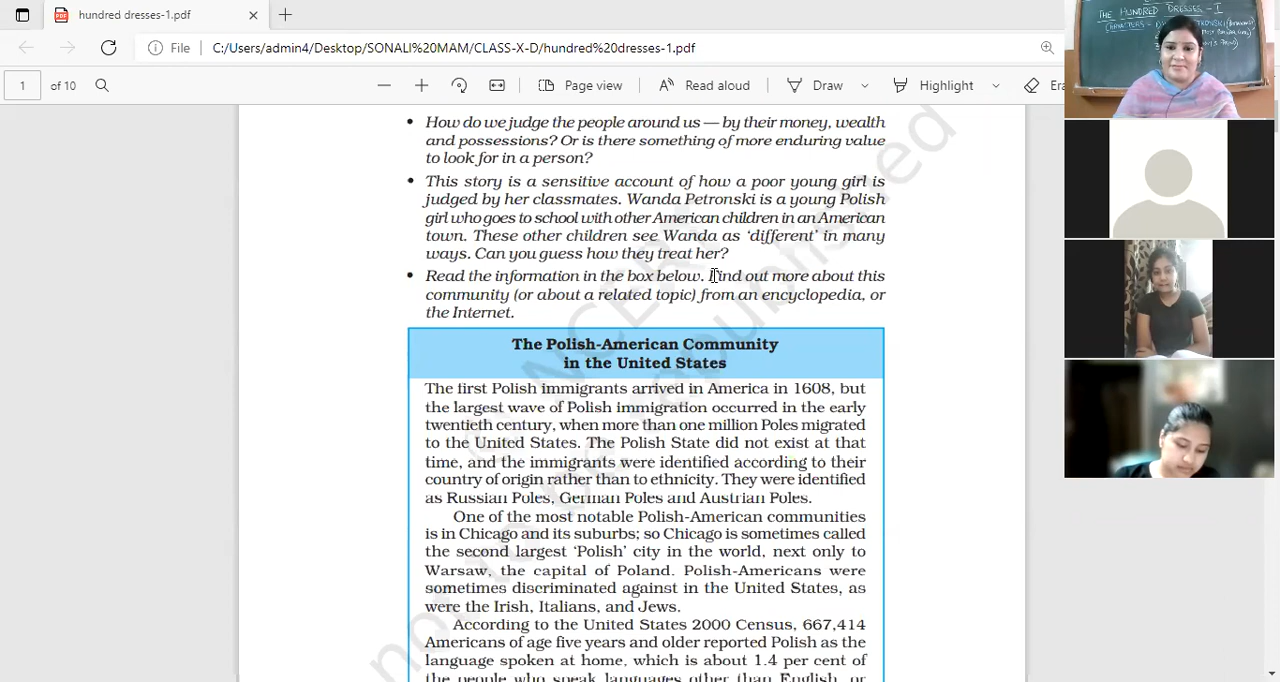 hundred dresses-1.pdf
File C:/Users/admin4/Desktop/SONALI%20MAM/CLASS-X-D/hundred%20dresses-1.pdf
1 of 10 Page view Read aloud Draw Highlight Era
THE HUNDRED DRESSES - I
CHARACTERS -
• How do we judge the people around us — by their money, wealth
and possessions? Or is there something of more enduring value
to look for in a person?
• This story is a sensitive account of how a poor young girl is
judged by her classmates. Wanda Petronski is a young Polish
girl who goes to school with other American children in an American
town. These other children see Wanda as ‘different’ in many
ways. Can you guess how they treat her?
• Read the information in the box below. Find out more about this
community (or about a related topic) from an encyclopedia, or
the Internet.
The Polish-American Community
in the United States
The first Polish immigrants arrived in America in 1608, but
the largest wave of Polish immigration occurred in the early
twentieth century, when more than one million Poles migrated
to the United States. The Polish State did not exist at that
time, and the immigrants were identified according to their
country of origin rather than to ethnicity. They were identified
as Russian Poles, German Poles and Austrian Poles.
One of the most notable Polish-American communities
is in Chicago and its suburbs; so Chicago is sometimes called
the second largest ‘Polish’ city in the world, next only to
Warsaw, the capital of Poland. Polish-Americans were
sometimes discriminated against in the United States, as
were the Irish, Italians, and Jews.
According to the United States 2000 Census, 667,414
Americans of age five years and older reported Polish as the
language spoken at home, which is about 1.4 per cent of
the people who speak languages other than English, or